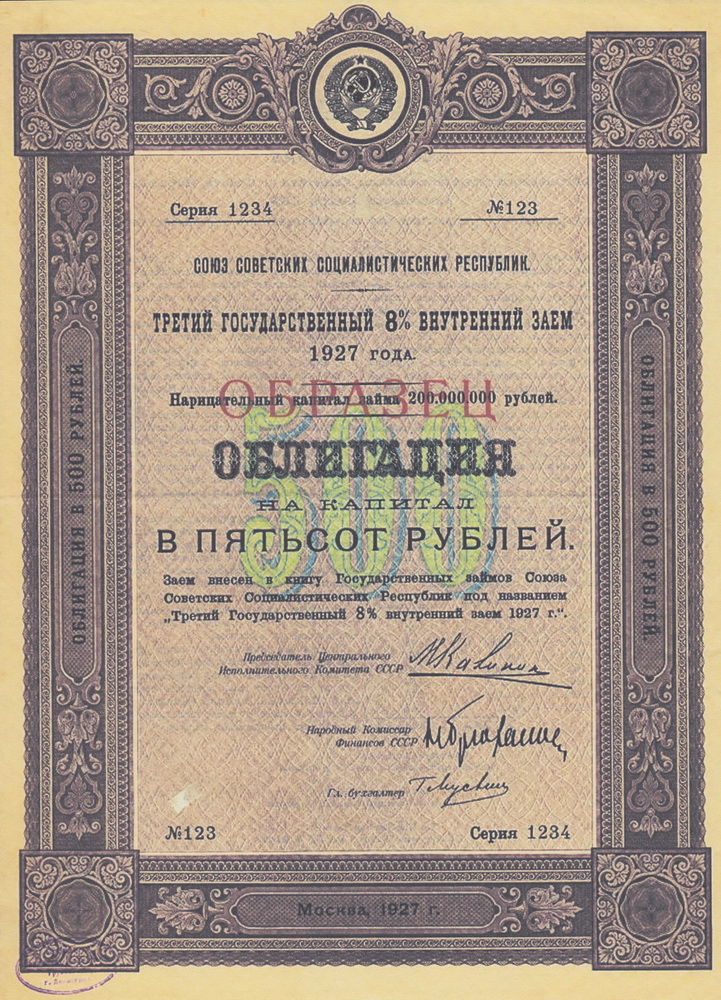 Серия 1234
№123
СОЮЗ СОВЕТСКИХ СОЦИАЛИСТИЧЕСКИХ РЕСПУБЛИК.
ТРЕТИЙ ГОСУДАРСТВЕННЫЙ 8% ВНУТРЕННИЙ ЗАЕМ
1927 ГОДА.
ОБРАЗЕЦ
Нарицательный капитал займа 200.000.000 рублей.
500
ОБЛИГАЦИЯ
НА КАПИТАЛ
В ПЯТЬСОТ РУБЛЕЙ.
Заем внесен в книгу Государственных займов Союза
Советских Социалистических Республик под названием
„Третий Государственный 8% внутренний заем 1927 г.“.
Председатель Центрального
Исполнительного Комитета СССР
М Калинин
Народный Комиссар
Финансов СССР
Гл. бухгалтер
№123
Серия 1234
Москва, 1927 г.
ОБЛИГАЦИЯ В 500 РУБЛЕЙ.
ОБЛИГАЦИЯ В 500 РУБЛЕЙ.